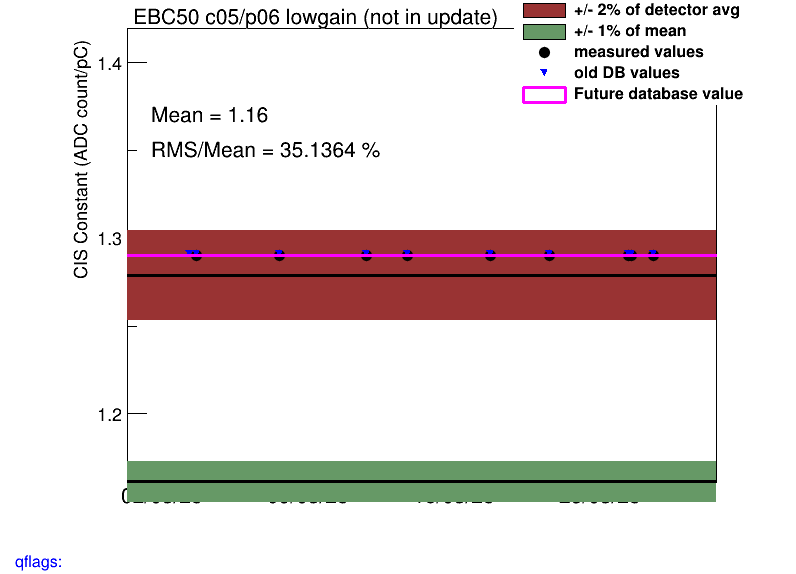 EBC50 c05/p06 lowgain (not in update)
+/- 2% of detector avg
+/- 1% of mean
measured values
old DB values
Future database value
CIS Constant (ADC count/pC)
1.4
Mean = 1.16
RMS/Mean = 35.1364 %
1.3
1.2
qflags: